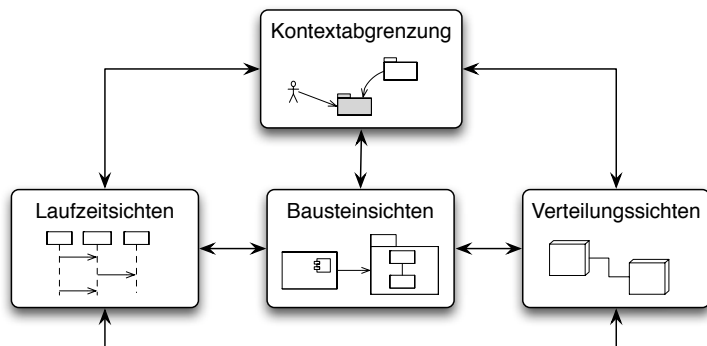 Kontextabgrenzung
Laufzeitsichten
Bausteinsichten
Verteilungssichten